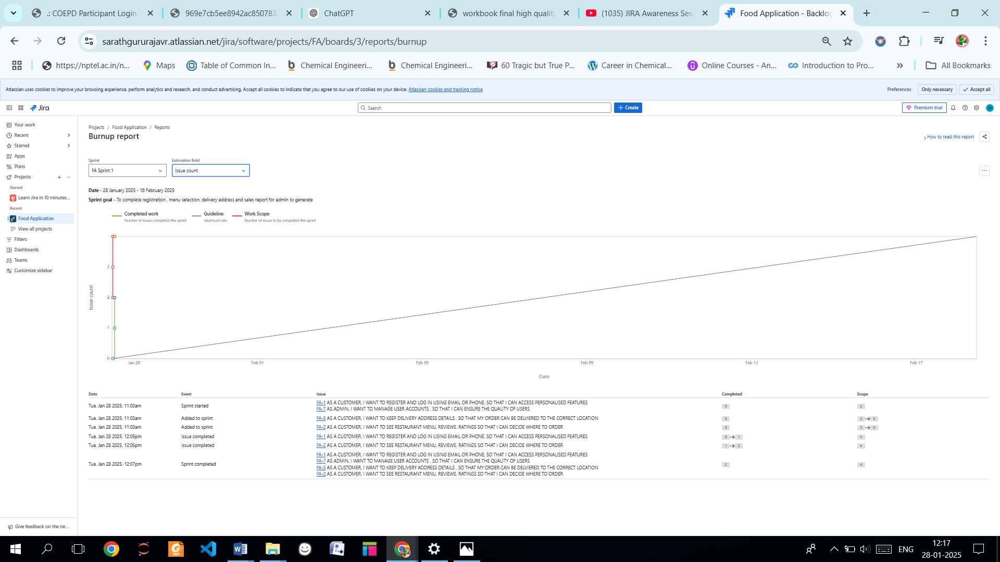 .: COEPD Participant Login
969e7cb5ee8942ac850783
ChatGPT
workbook final high quality
(1035) JIRA Awareness Sess
Food Application - Backlog
sarathgururajavr.atlassian.net/jira/software/projects/FA/boards/3/reports/burnup
https://nptel.ac.in/n...
Maps
Table of Common In...
Chemical Engineeri...
Chemical Engineeri...
60 Tragic but True P...
Career in Chemical...
Online Courses - An...
Introduction to Pro...
All Bookmarks
Atlassian uses cookies to improve your browsing experience, perform analytics and research, and conduct advertising. Accept all cookies to indicate that you agree to our use of cookies on your device. Atlassian cookies and tracking notice
Preferences
Only necessary
Accept all
Jira
Search
Create
Premium trial
Your work
Recent
Starred
Apps
Plans
Projects
Starred
Learn Jira in 10 minutes...
Recent
Food Application
View all projects
Filters
Dashboards
Teams
Customize sidebar
Give feedback on the ne...
Projects / Food Application / Reports
Burnup report
How to read this report
Sprint
FA Sprint 1
Estimation field
Issue count
Date - 28 January 2025 - 18 February 2025
Sprint goal - To complete registration , menu selection, delivery address and sales report for admin to generate
Completed work
Number of issues completed this sprint
Guideline
Ideal burn rate
Work Scope
Number of issues to be completed this sprint
Issue count
3
2
1
0
Jan 29
Feb 01
Feb 05
Feb 09
Feb 13
Feb 17
Date
Date Event Issue Completed Scope
Tue, Jan 28 2025, 11:03am Sprint started FA-1 AS A CUSTOMER, I WANT TO REGISTER AND LOG IN USING EMAIL OR PHONE, SO THAT I CAN ACCESS PERSONALISED FEATURES 0 2
FA-7 AS ADMIN, I WANT TO MANAGE USER ACCOUNTS , SO THAT I CAN ENSURE THE QUALITY OF USERS
Tue, Jan 28 2025, 11:03am Added to sprint FA-5 AS A CUSTOMER, I WANT TO KEEP DELIVERY ADDRESS DETAILS , SO THAT MY ORDER CAN BE DELVIERED TO THE CORRECT LOCATION 0 2 → 3
Tue, Jan 28 2025, 11:03am Added to sprint FA-2 AS A CUSTOMER, I WANT TO SEE RESTAURANT MENU, REVIEWS, RATINGS SO THAT I CAN DECIDE WHERE TO ORDER 0 3 → 4
Tue, Jan 28 2025, 12:05pm Issue completed FA-1 AS A CUSTOMER, I WANT TO REGISTER AND LOG IN USING EMAIL OR PHONE, SO THAT I CAN ACCESS PERSONALISED FEATURES 0 → 1 4
Tue, Jan 28 2025, 12:05pm Issue completed FA-2 AS A CUSTOMER, I WANT TO SEE RESTAURANT MENU, REVIEWS, RATINGS SO THAT I CAN DECIDE WHERE TO ORDER 1 → 2 4
Tue, Jan 28 2025, 12:07pm Sprint completed FA-1 AS A CUSTOMER, I WANT TO REGISTER AND LOG IN USING EMAIL OR PHONE, SO THAT I CAN ACCESS PERSONALISED FEATURES 2 4
FA-7 AS ADMIN, I WANT TO MANAGE USER ACCOUNTS , SO THAT I CAN ENSURE THE QUALITY OF USERS
FA-5 AS A CUSTOMER, I WANT TO KEEP DELIVERY ADDRESS DETAILS , SO THAT MY ORDER CAN BE DELVIERED TO THE CORRECT LOCATION
FA-2 AS A CUSTOMER, I WANT TO SEE RESTAURANT MENU, REVIEWS, RATINGS SO THAT I CAN DECIDE WHERE TO ORDER
ENG
12:17
28-01-2025